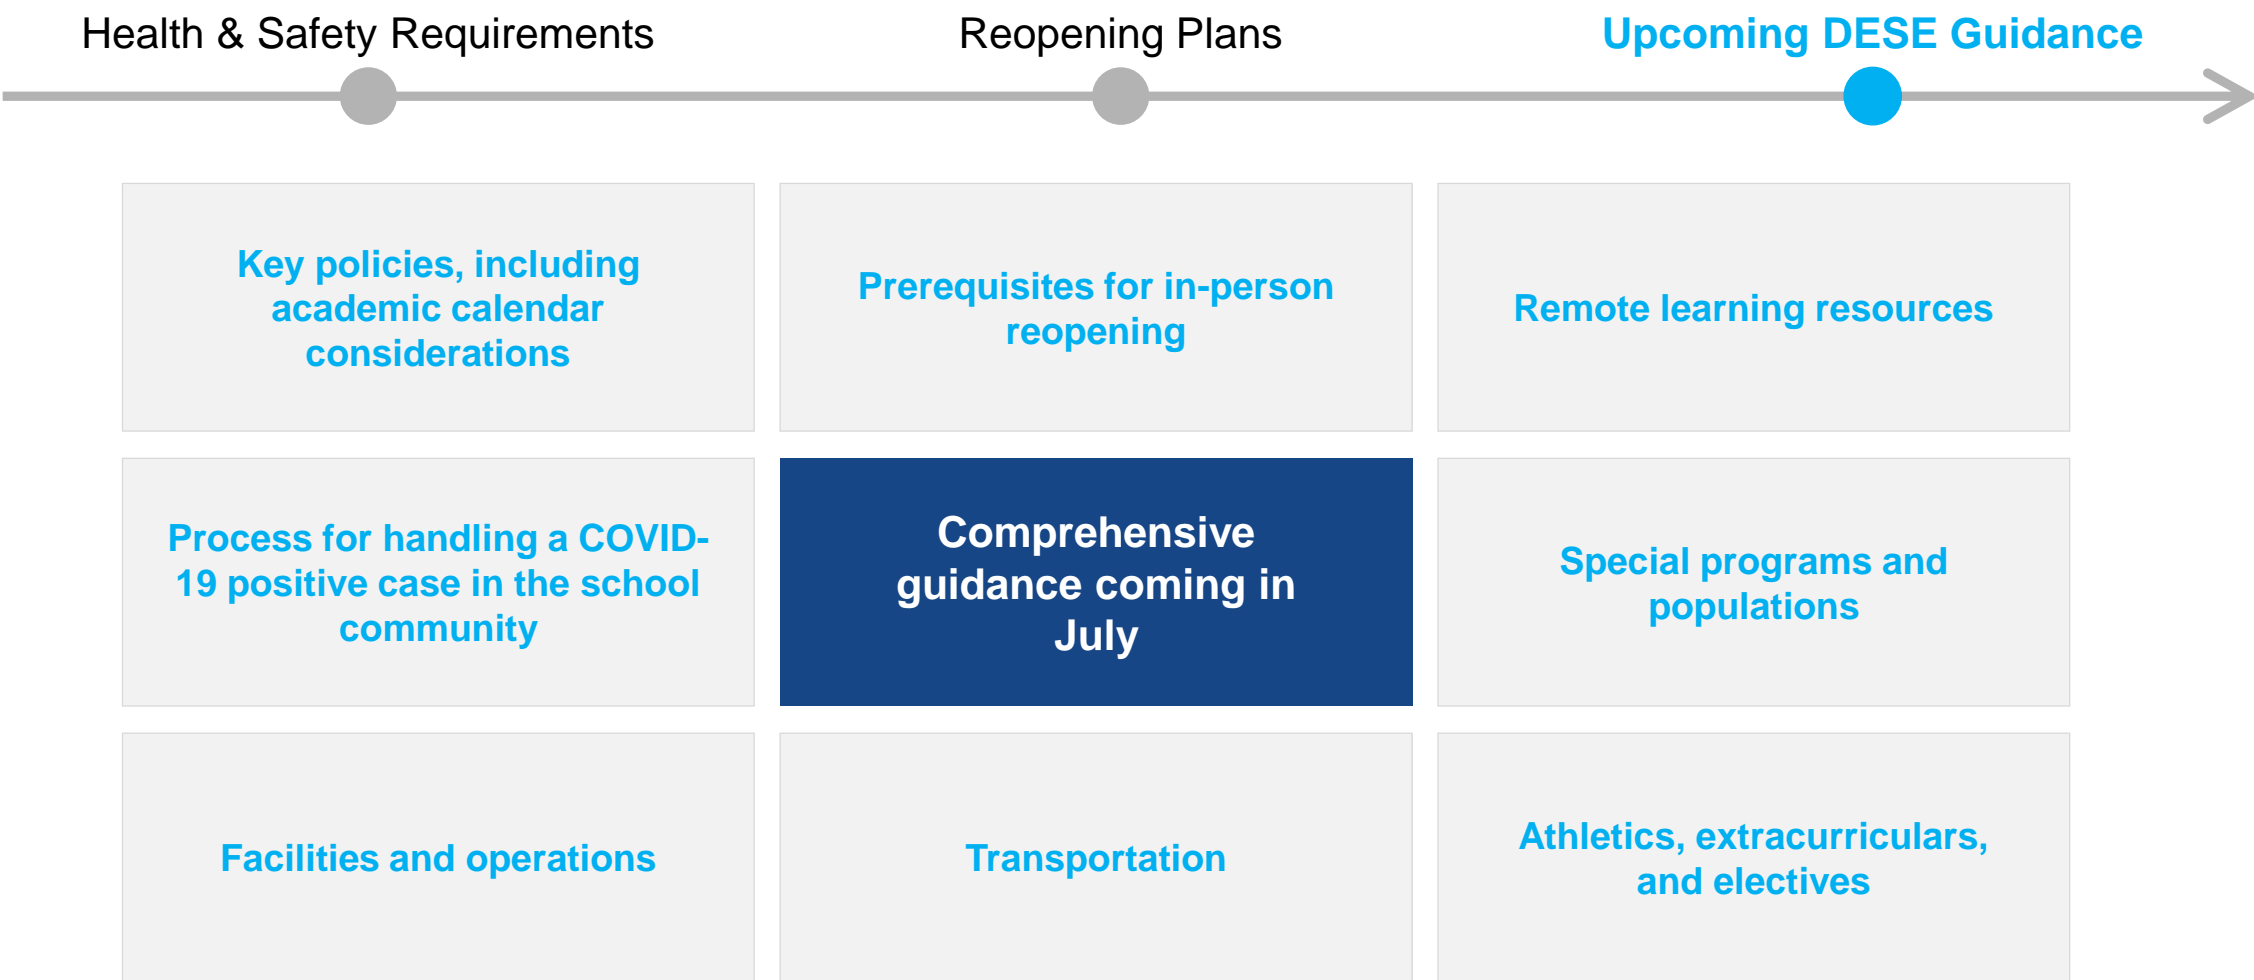 Health & Safety Requirements
Reopening Plans
Upcoming DESE Guidance
Key policies, including
academic calendar
considerations
Prerequisites for in-person
reopening
Remote learning resources
Process for handling a COVID-
19 positive case in the school
community
Comprehensive
guidance coming in
July
Special programs and
populations
Facilities and operations
Transportation
Athletics, extracurriculars,
and electives